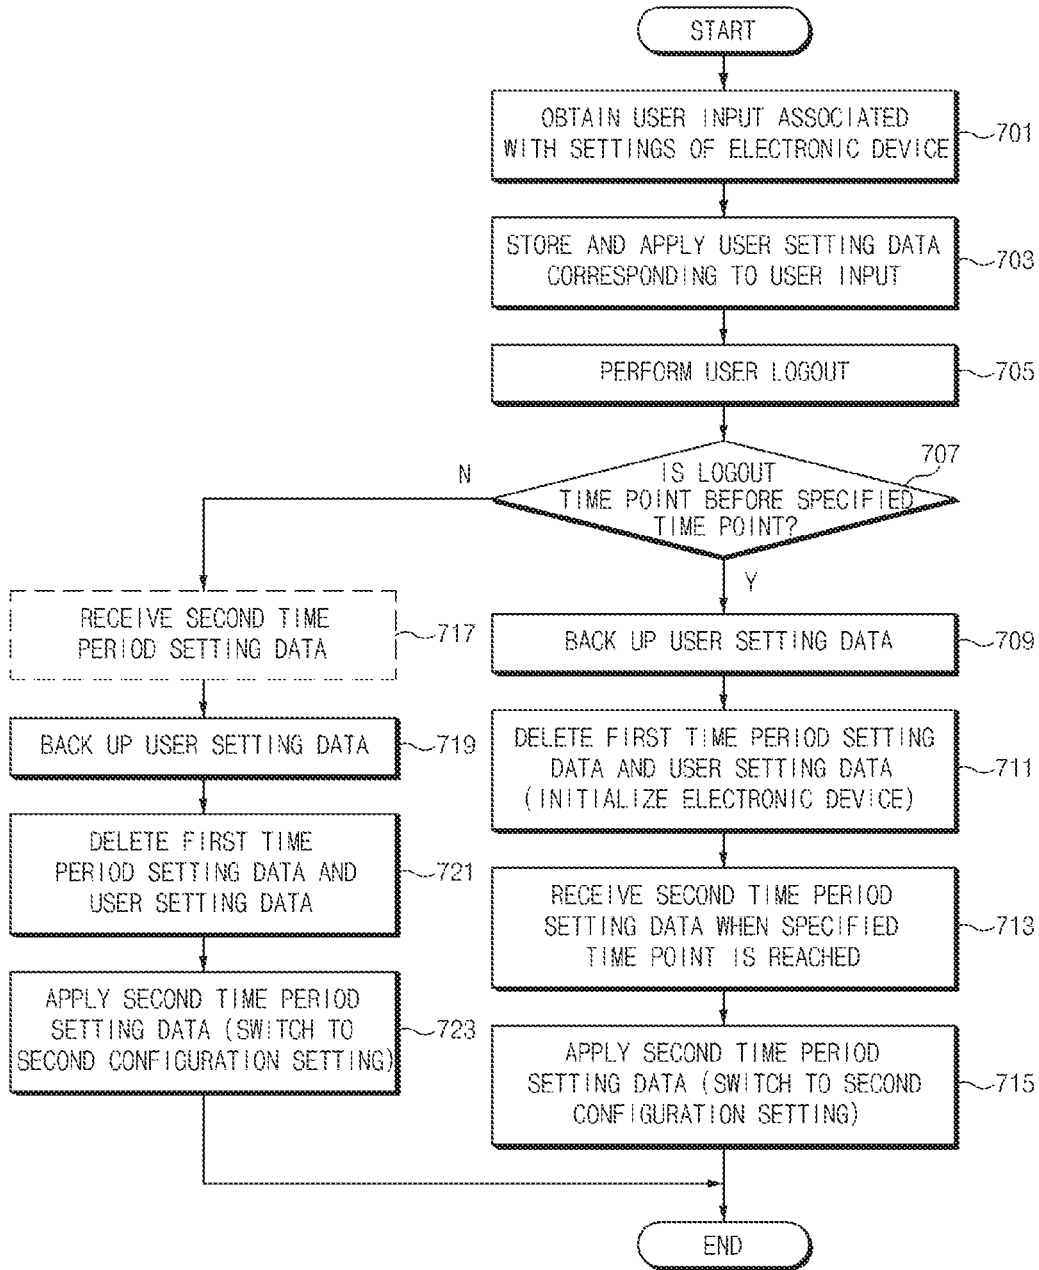 START
OBTAIN USER INPUT ASSOCIATED
WITH SETTINGS OF ELECTRONIC DEVICE
701
STORE AND APPLY USER SETTING DATA
CORRESPONDING TO USER INPUT
703
PERFORM USER LOGOUT
705
707
IS LOGOUT
TIME POINT BEFORE SPECIFIED
TIME POINT?
N
Y
RECEIVE SECOND TIME
PERIOD SETTING DATA
717
BACK UP USER SETTING DATA
719
DELETE FIRST TIME
PERIOD SETTING DATA AND
USER SETTING DATA
721
APPLY SECOND TIME PERIOD
SETTING DATA (SWITCH TO
SECOND CONFIGURATION SETTING)
723
BACK UP USER SETTING DATA
709
DELETE FIRST TIME PERIOD SETTING
DATA AND USER SETTING DATA
(INITIALIZE ELECTRONIC DEVICE)
711
RECEIVE SECOND TIME PERIOD
SETTING DATA WHEN SPECIFIED
TIME POINT IS REACHED
713
APPLY SECOND TIME PERIOD
SETTING DATA (SWITCH TO SECOND
CONFIGURATION SETTING)
715
END